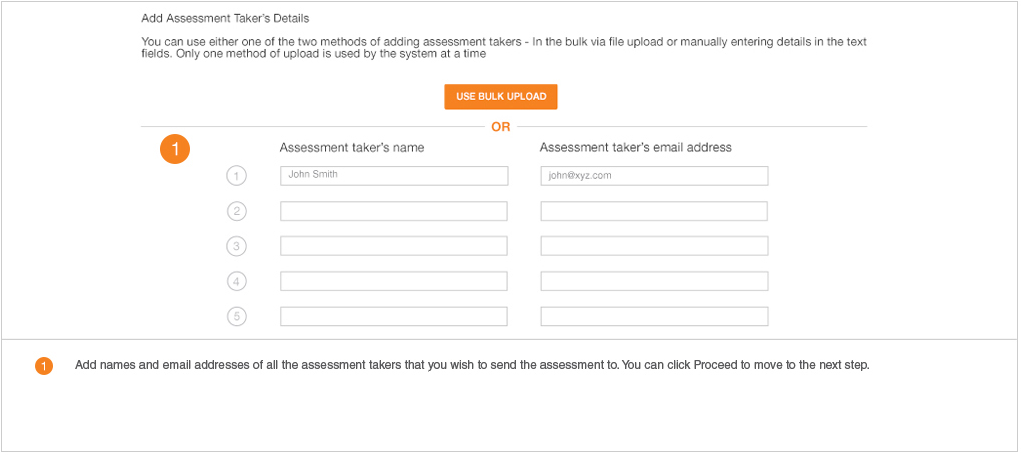 Add Assessment Taker's Details
You can use either one of the two methods of adding assessment takers - In the bulk via file upload or manually entering details in the text
fields. Only one method of upload is used by the system at a time
USE BULK UPLOAD
OR
1
Assessment taker's name Assessment taker's email address
1 John Smith john@xyz.com
2
3
4
5
1 Add names and email addresses of all the assessment takers that you wish to send the assessment to. You can click Proceed to move to the next step.